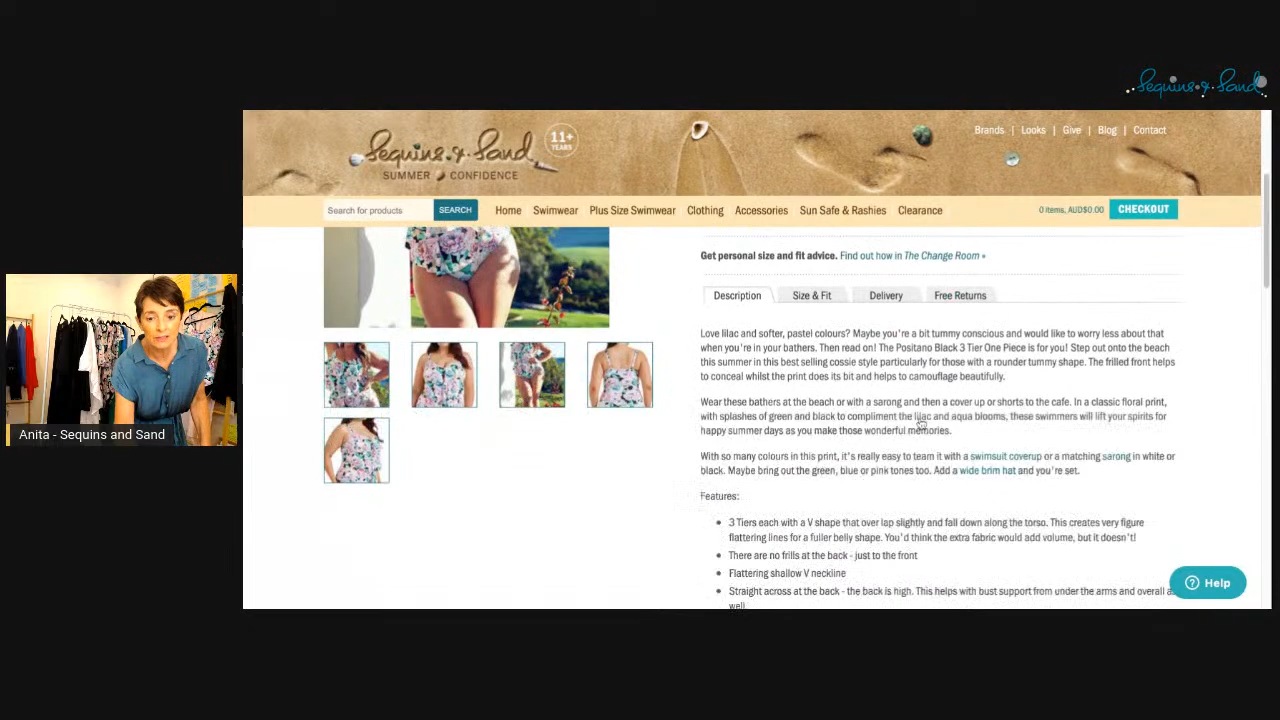 Sequins & Sand
Sequins & Sand
11+
YEARS
SUMMER CONFIDENCE
Brands | Looks | Give | Blog | Contact
Search for products SEARCH Home Swimwear Plus Size Swimwear Clothing Accessories Sun Safe & Rashies Clearance 0 items, AUD$0.00 CHECKOUT
Get personal size and fit advice. Find out how in The Change Room »
Description Size & Fit Delivery Free Returns
Love lilac and softer, pastel colours? Maybe you're a bit tummy conscious and would like to worry less about that
when you're in your bathers. Then read on! The Positano Black 3 Tier One Piece is for you! Step out onto the beach
this summer in this best selling cossie style particularly for those with a rounder tummy shape. The frilled front helps
to conceal whilst the print does its bit and helps to camouflage beautifully.
Wear these bathers at the beach or with a sarong and then a cover up or shorts to the cafe. In a classic floral print,
with splashes of green and black to compliment the lilac and aqua blooms, these swimmers will lift your spirits for
happy summer days as you make those wonderful memories.
With so many colours in this print, it's really easy to team it with a swimsuit coverup or a matching sarong in white or
black. Maybe bring out the green, blue or pink tones too. Add a wide brim hat and you're set.
Features:
3 Tiers each with a V shape that over lap slightly and fall down along the torso. This creates very figure
flattering lines for a fuller belly shape. You'd think the extra fabric would add volume, but it doesn't!
There are no frills at the back - just to the front
Flattering shallow V neckline
Straight across at the back - the back is high. This helps with bust support from under the arms and overall as
well.
Help
Anita - Sequins and Sand